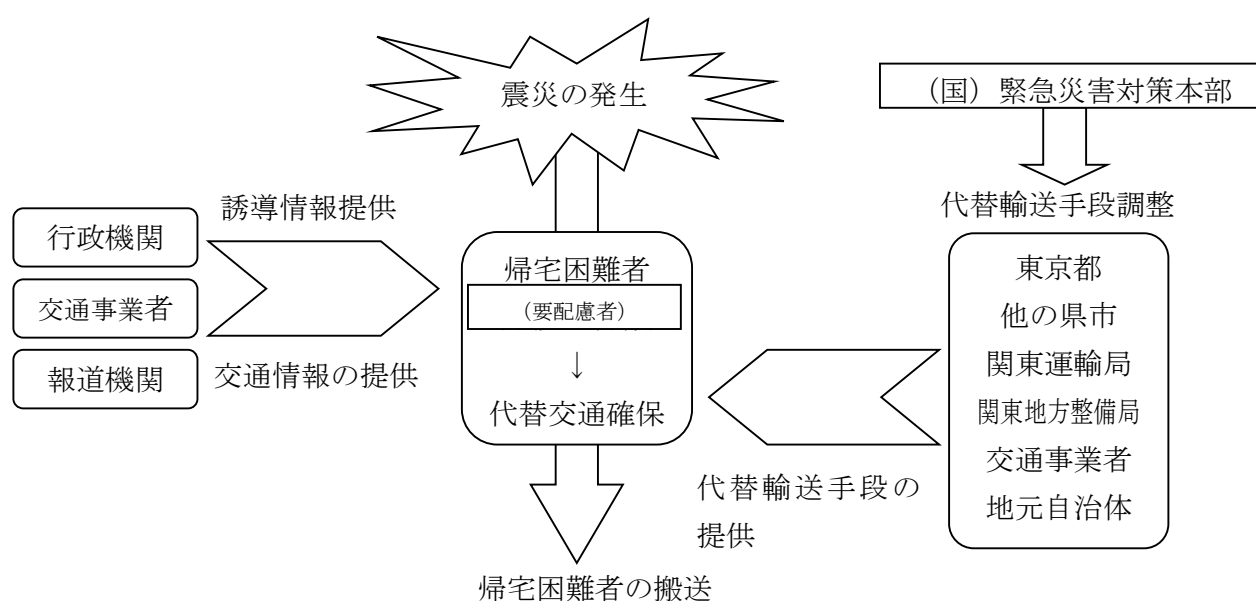 震災の発生
（国）緊急災害対策本部
代替輸送手段調整
誘導情報提供
行政機関
交通事業者
報道機関
交通情報の提供
帰宅困難者
（要配慮者）
↓
代替交通確保
東京都
他の県市
関東運輸局
関東地方整備局
交通事業者
地元自治体
代替輸送手段の
提供
帰宅困難者の搬送